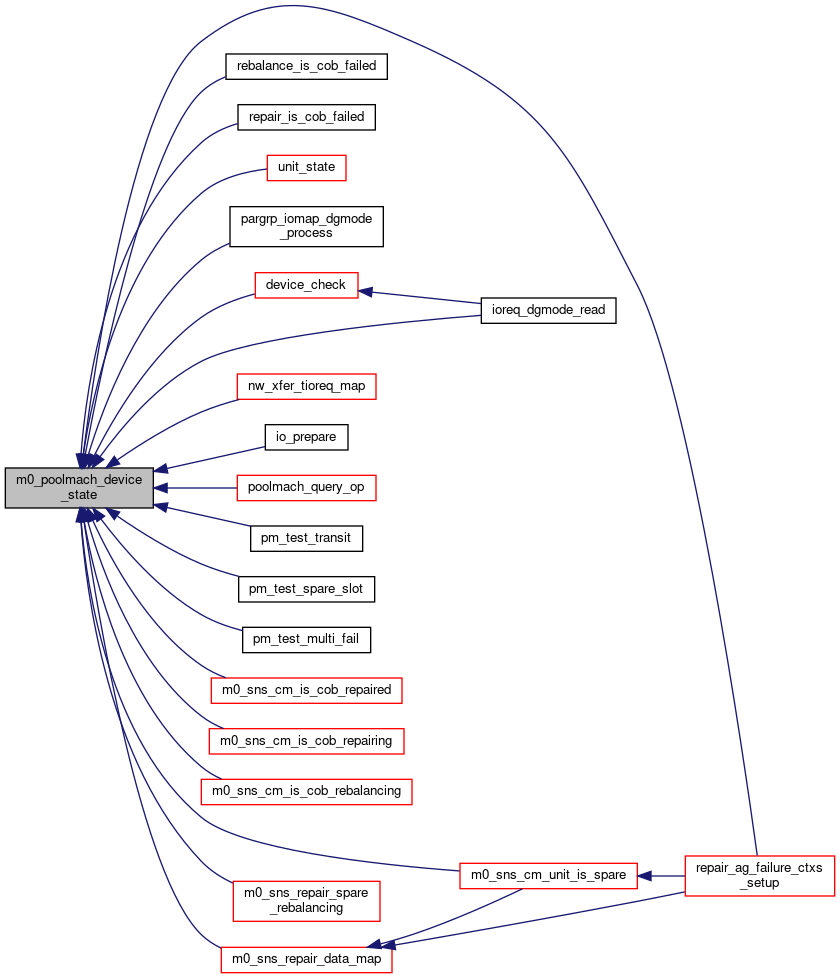 rebalance_is_cob_failed
repair_is_cob_failed
unit_state
pargrp_iomap_dgmode
_process
device_check
ioreq_dgmode_read
nw_xfer_tioreq_map
io_prepare
m0_poolmach_device
_state
poolmach_query_op
pm_test_transit
pm_test_spare_slot
pm_test_multi_fail
m0_sns_cm_is_cob_repaired
m0_sns_cm_is_cob_repairing
m0_sns_cm_is_cob_rebalancing
m0_sns_cm_unit_is_spare
repair_ag_failure_ctxs
_setup
m0_sns_repair_spare
_rebalancing
m0_sns_repair_data_map